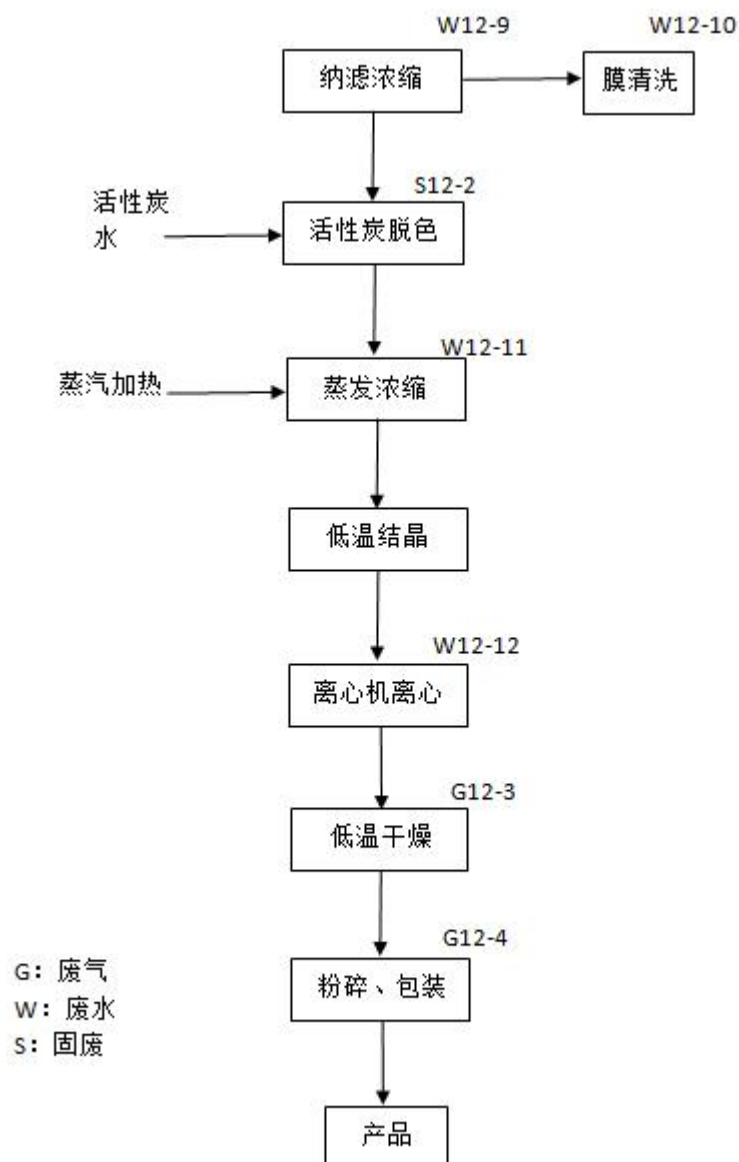 W12-9
W12-10
纳滤浓缩
膜清洗
S12-2
活性炭
水
活性炭脱色
W12-11
蒸汽加热
蒸发浓缩
低温结晶
W12-12
离心机离心
G12-3
低温干燥
G12-4
粉碎、包装
G：废气
W：废水
S：固废
产品